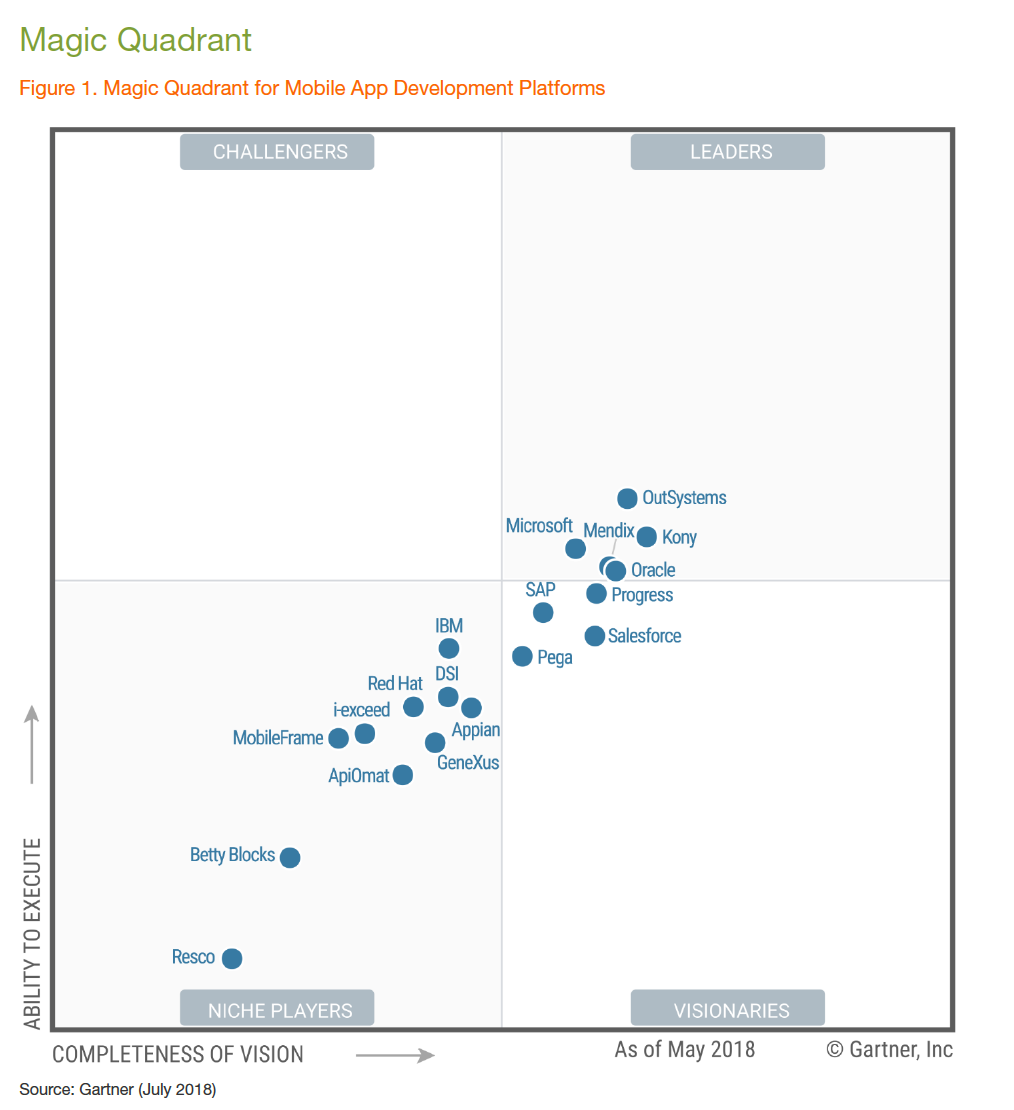 Magic Quadrant
Figure 1. Magic Quadrant for Mobile App Development Platforms
CHALLENGERS
LEADERS
OutSystems
Microsoft
Mendix
Kony
Oracle
SAP
Progress
IBM
Salesforce
Pega
DSI
Red Hat
i-exceed
Appian
MobileFrame
GeneXus
ApiOmat
Betty Blocks
Resco
ABILITY TO EXECUTE
NICHE PLAYERS
VISIONARIES
COMPLETENESS OF VISION
As of May 2018
© Gartner, Inc
Source: Gartner (July 2018)